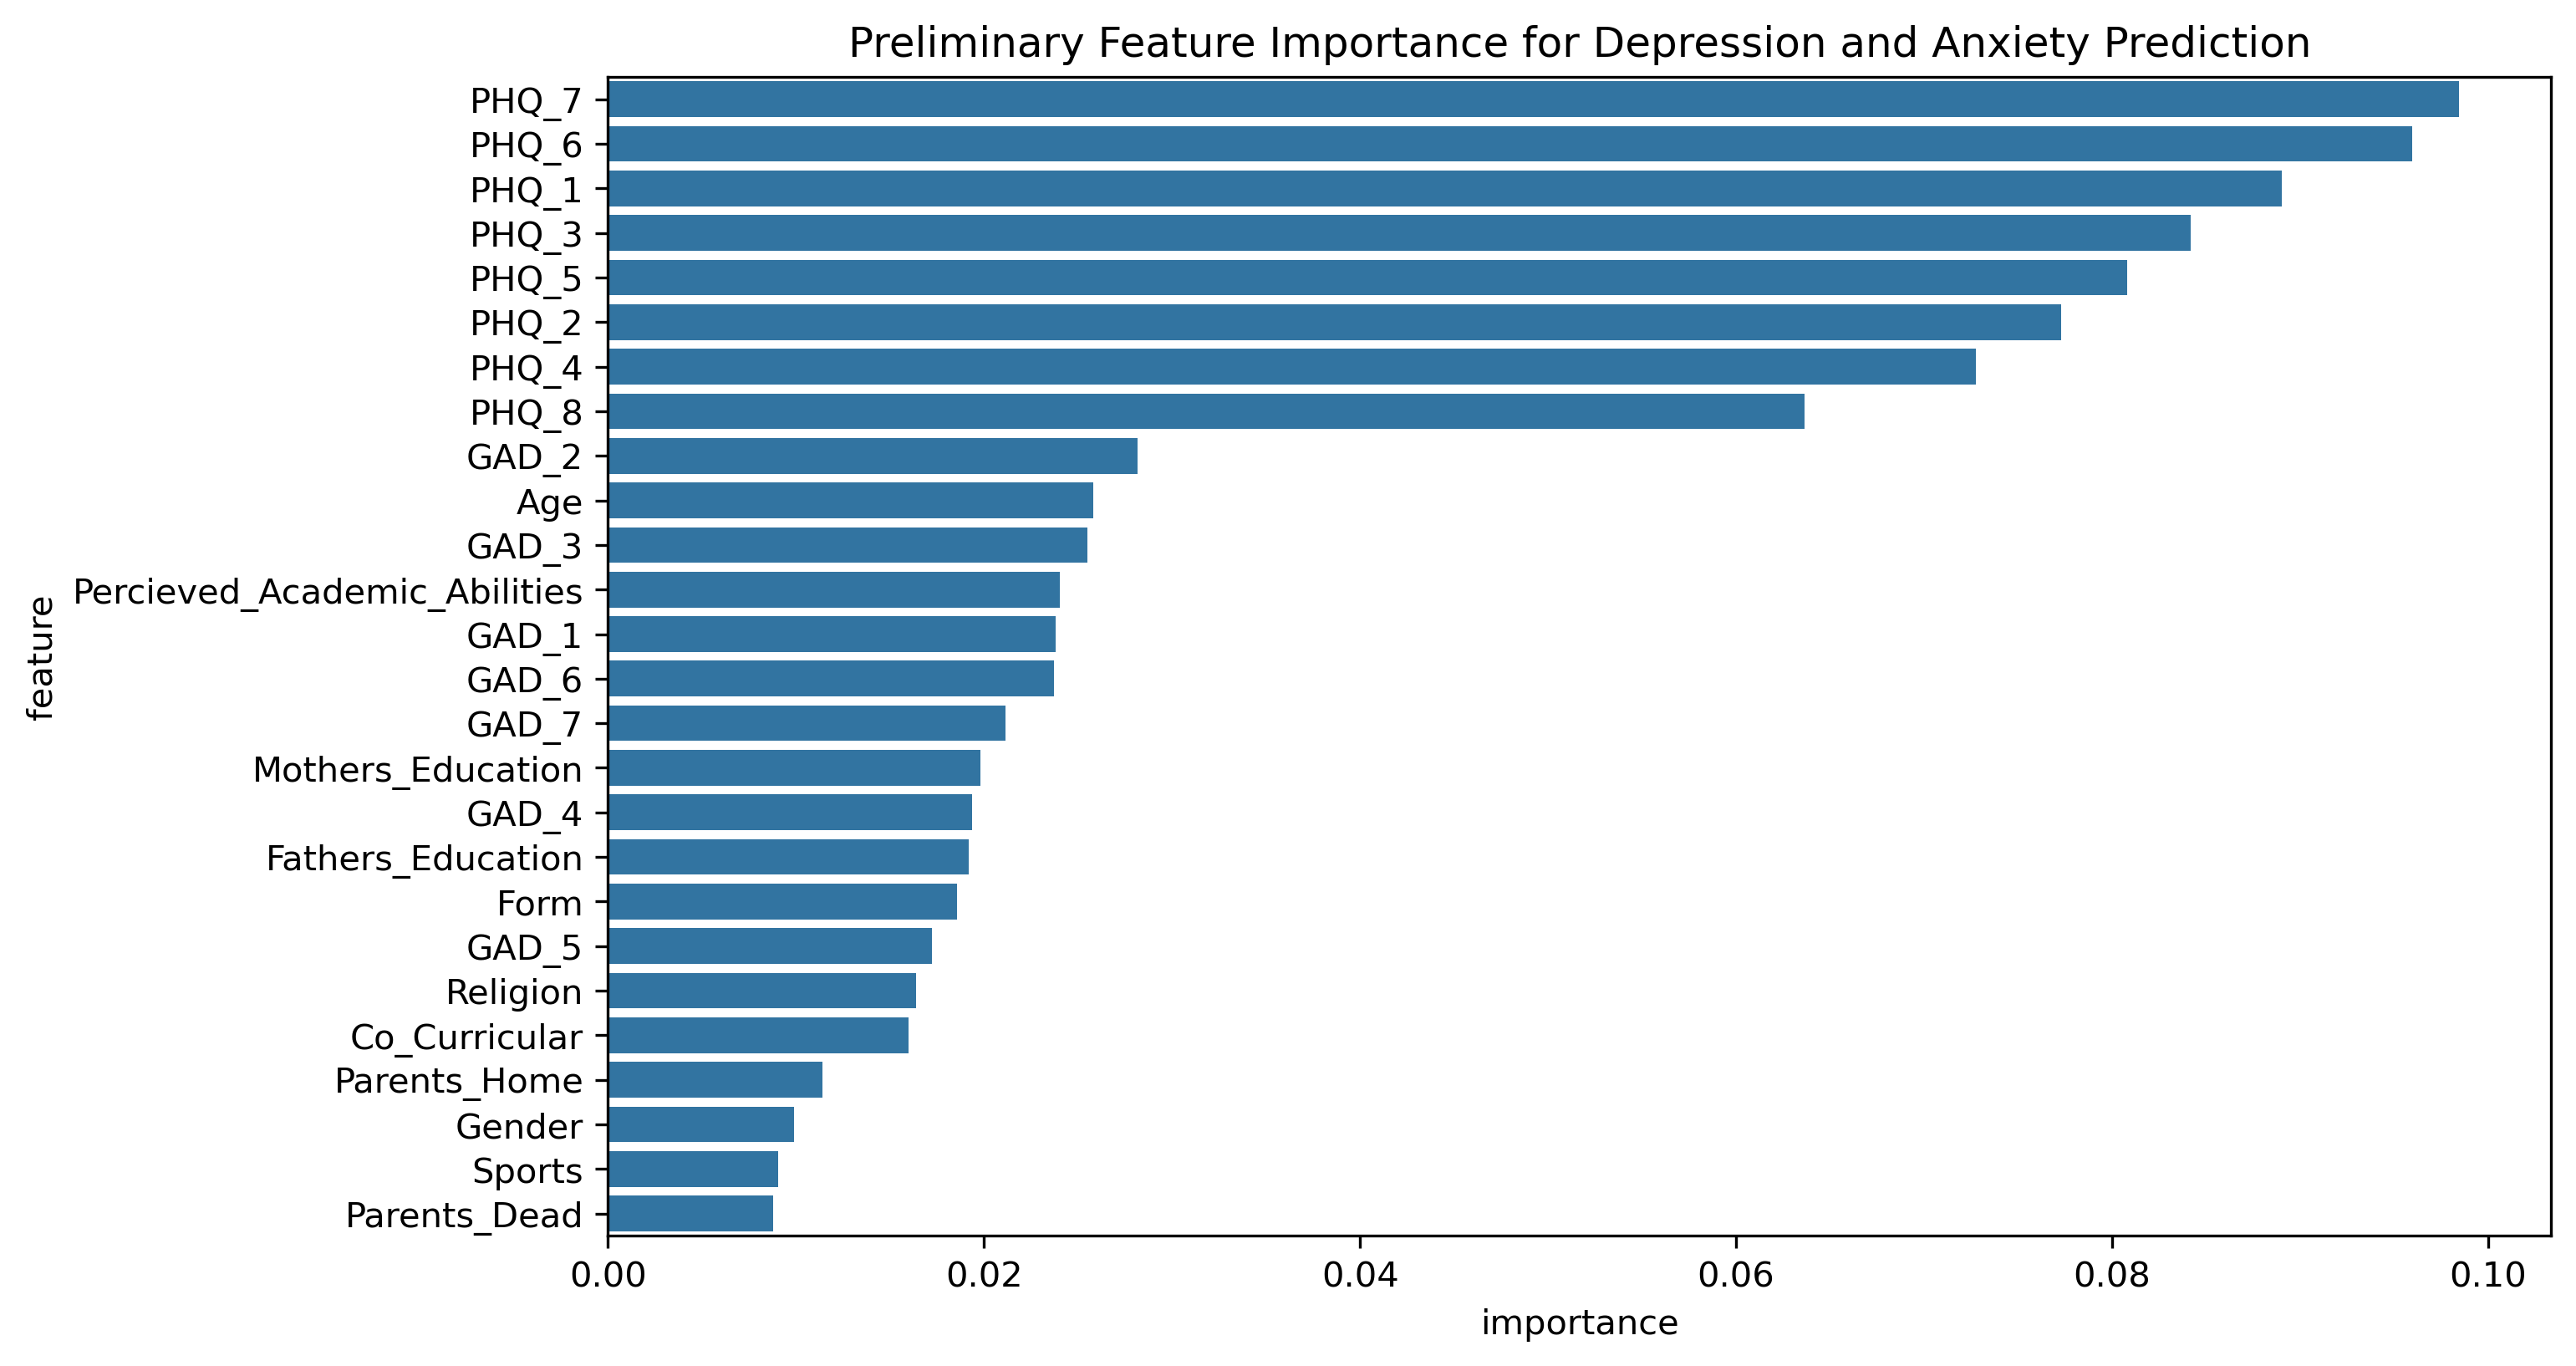 Preliminary Feature Importance for Depression and Anxiety Prediction
PHQ_7
PHQ_6
PHQ_1
PHQ_3
PHQ_5
PHQ_2
PHQ_4
PHQ_8
GAD_2
Age
GAD_3
Percieved_Academic_Abilities
GAD_1
GAD_6
GAD_7
Mothers_Education
GAD_4
Fathers_Education
Form
GAD_5
Religion
Co_Curricular
Parents_Home
Gender
Sports
Parents_Dead
feature
0.00 0.02 0.04 0.06 0.08 0.10
importance